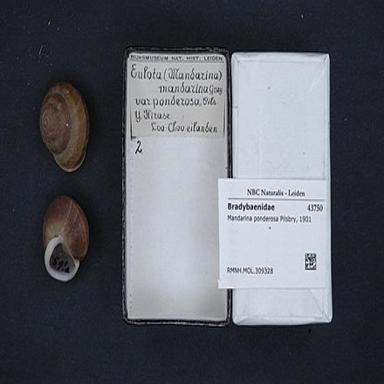 RIJKSMUSEUM NAT. HIST. LEIDEN
Eulota (Mandarina)
mandarina Gray
var. ponderosa, Pils.
Y. Hirase
Loo-Choo eilanden
2
NBC Naturalis - Leiden
Bradybaenidae 43750
Mandarina ponderosa Pilsbry, 1901
RMNH.MOL.309328